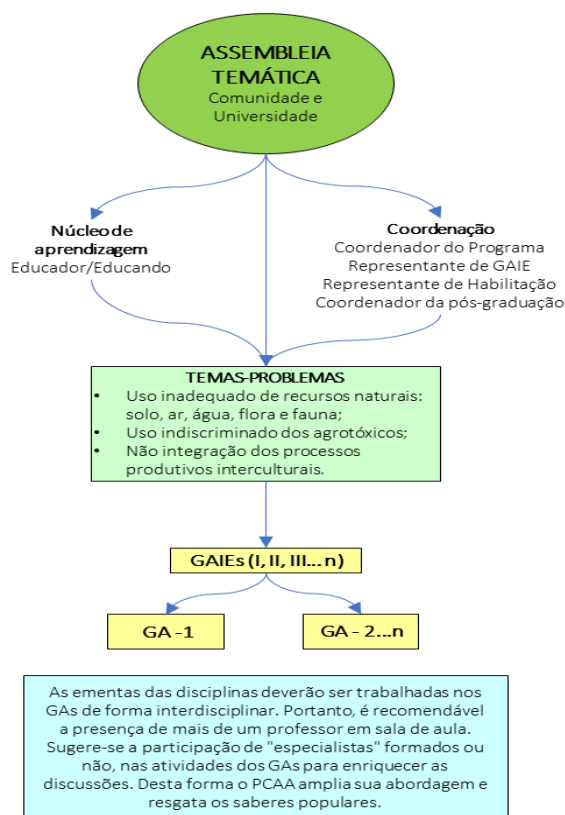 ASSEMBLEIA
TEMÁTICA
Comunidade e
Universidade
Núcleo de
aprendizagem
Educador/Educando
Coordenação
Coordenador do Programa
Representante de GAIE
Representante de Habilitação
Coordenador da pós-graduação
TEMAS-PROBLEMAS
• Uso inadequado de recursos naturais:
solo, ar, água, flora e fauna;
• Uso indiscriminado dos agrotóxicos;
• Não integração dos processos
produtivos interculturais.
GAIEs (I, II, III... n)
GA -1
GA - 2...n
As ementas das disciplinas deverão ser trabalhadas nos
GAs de forma interdisciplinar. Portanto, é recomendável
a presença de mais de um professor em sala de aula.
Sugere-se a participação de "especialistas" formados ou
não, nas atividades dos GAs para enriquecer as
discussões. Desta forma o PCAA amplia sua abordagem e
resgata os saberes populares.